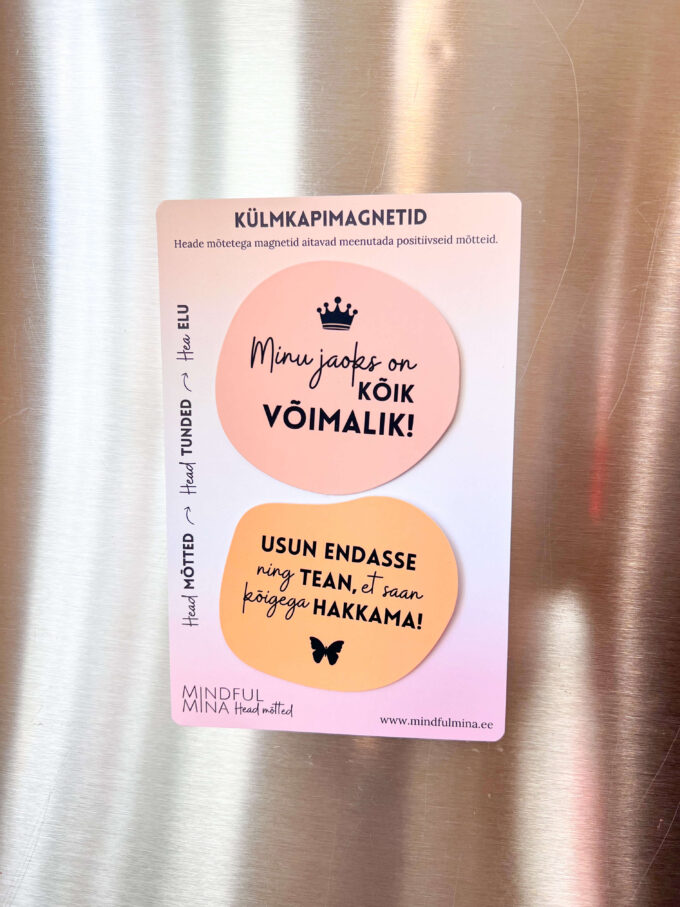 KÜLMKAPIMAGNETID
Heade mõtetega magnetid aitavad meenutada positiivseid mõtteid.
Head MÕTTED → Head TUNDED → Hea ELU
Minu jaoks on
KÕIK
VÕIMALIK!
USUN ENDASSE
ning TEAN, et saan
kõigega HAKKAMA!
MINDFUL
MINA Head mõtted
www.mindfulmina.ee